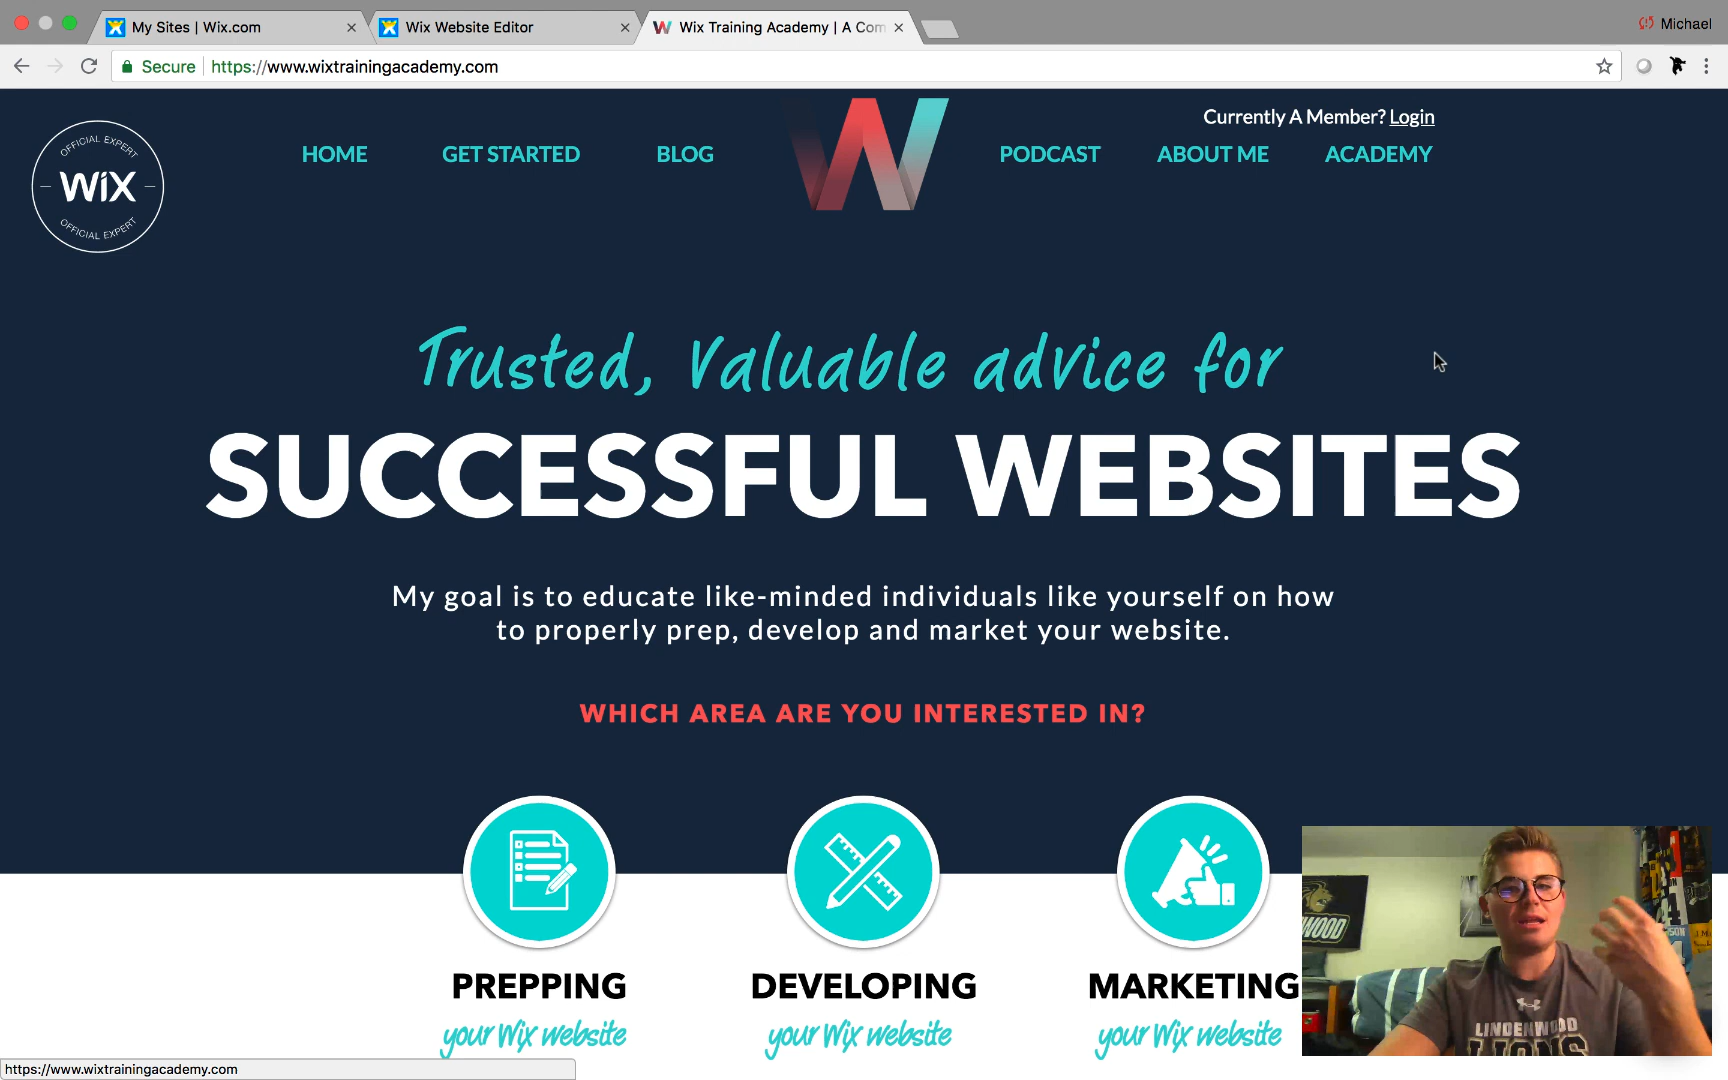 My Sites | Wix.com
Wix Website Editor
Wix Training Academy | A Com
Michael
Secure
https://www.wixtrainingacademy.com
OFFICIAL EXPERT
WiX
OFFICIAL EXPERT
Currently A Member? Login
HOME
GET STARTED
BLOG
W
PODCAST
ABOUT ME
ACADEMY
Trusted, Valuable advice for
SUCCESSFUL WEBSITES
My goal is to educate like-minded individuals like yourself on how
to properly prep, develop and market your website.
WHICH AREA ARE YOU INTERESTED IN?
PREPPING
your Wix website
DEVELOPING
your Wix website
MARKETING
your Wix website
WOOD
LINDENWOOD
LIONS
https://www.wixtrainingacademy.com